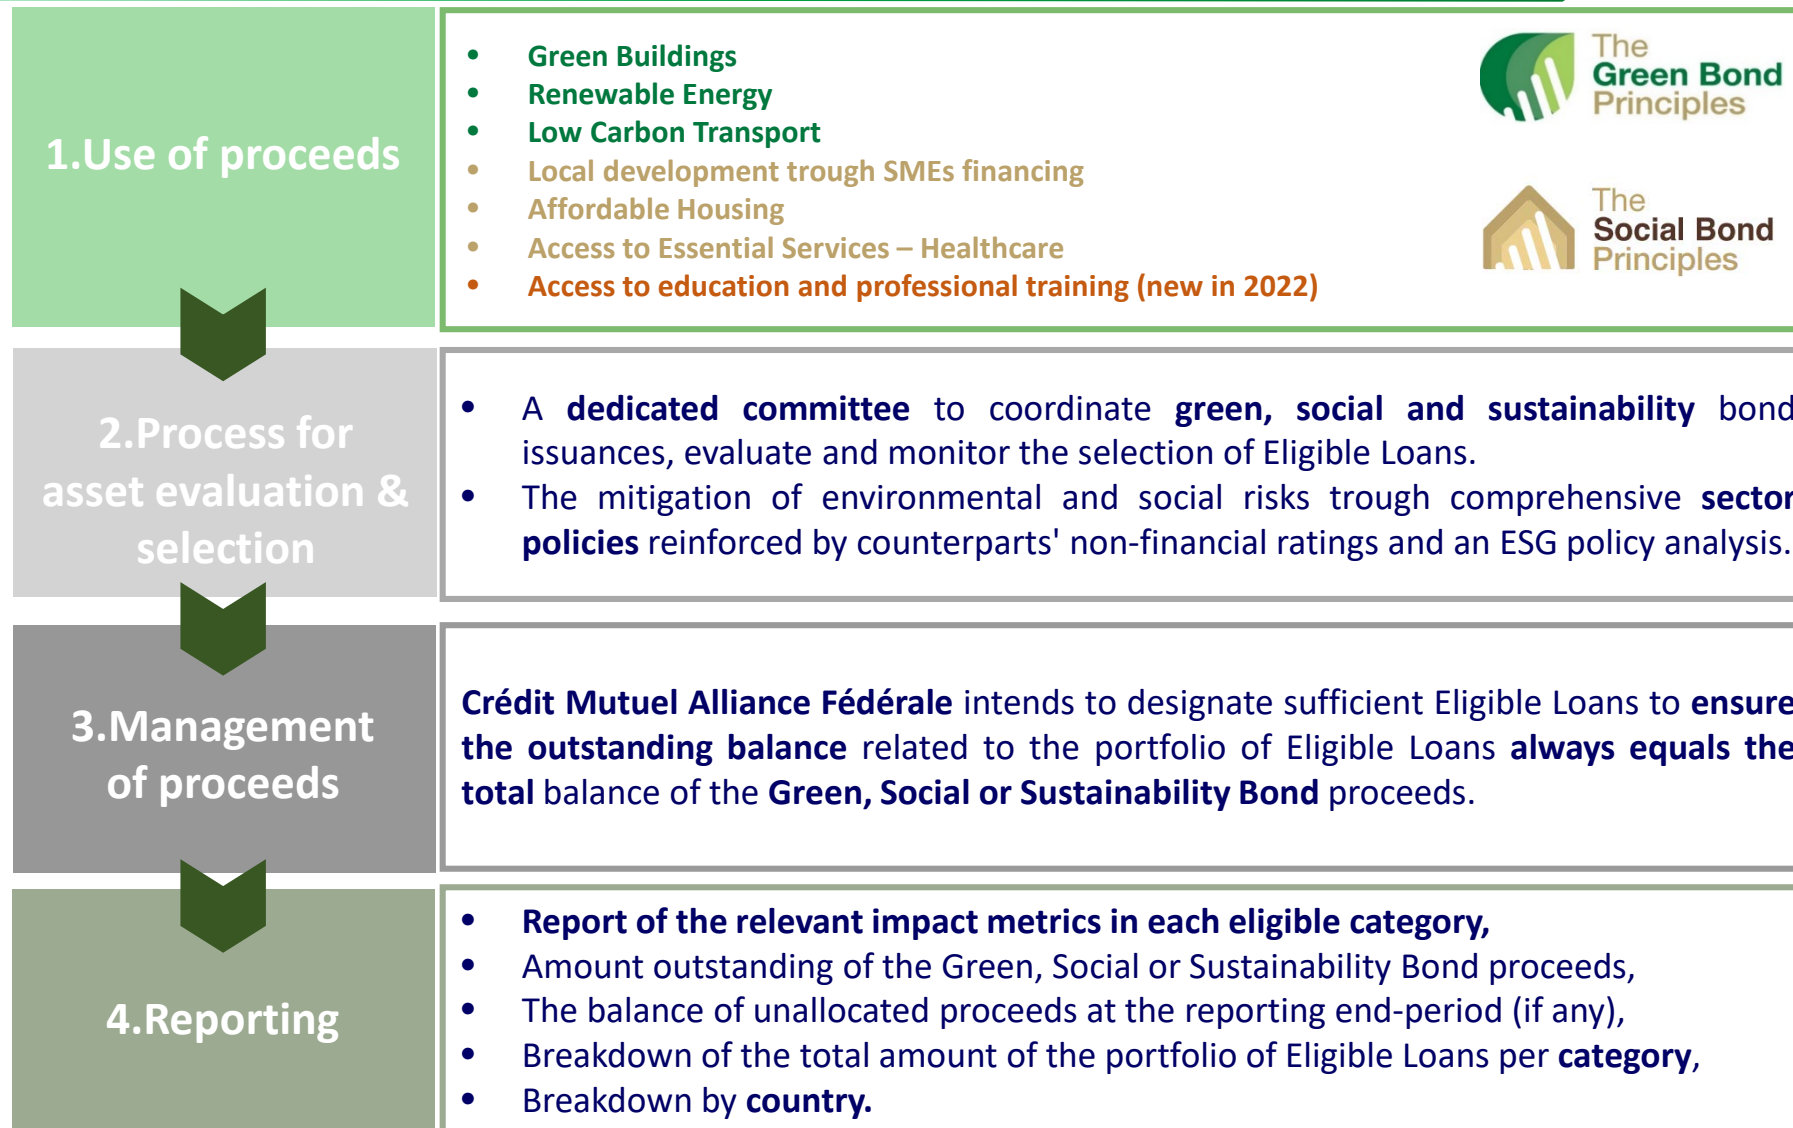 1.Use of proceeds
• Green Buildings
• Renewable Energy
• Low Carbon Transport
• Local development trough SMEs financing
• Affordable Housing
• Access to Essential Services – Healthcare
• Access to education and professional training (new in 2022)
The
Green Bond
Principles
The
Social Bond
Principles
2.Process for
asset evaluation &
selection
• A dedicated committee to coordinate green, social and sustainability bond
issuances, evaluate and monitor the selection of Eligible Loans.
• The mitigation of environmental and social risks trough comprehensive sector
policies reinforced by counterparts' non-financial ratings and an ESG policy analysis.
3.Management
of proceeds
Crédit Mutuel Alliance Fédérale intends to designate sufficient Eligible Loans to ensure
the outstanding balance related to the portfolio of Eligible Loans always equals the
total balance of the Green, Social or Sustainability Bond proceeds.
4.Reporting
• Report of the relevant impact metrics in each eligible category,
• Amount outstanding of the Green, Social or Sustainability Bond proceeds,
• The balance of unallocated proceeds at the reporting end-period (if any),
• Breakdown of the total amount of the portfolio of Eligible Loans per category,
• Breakdown by country.